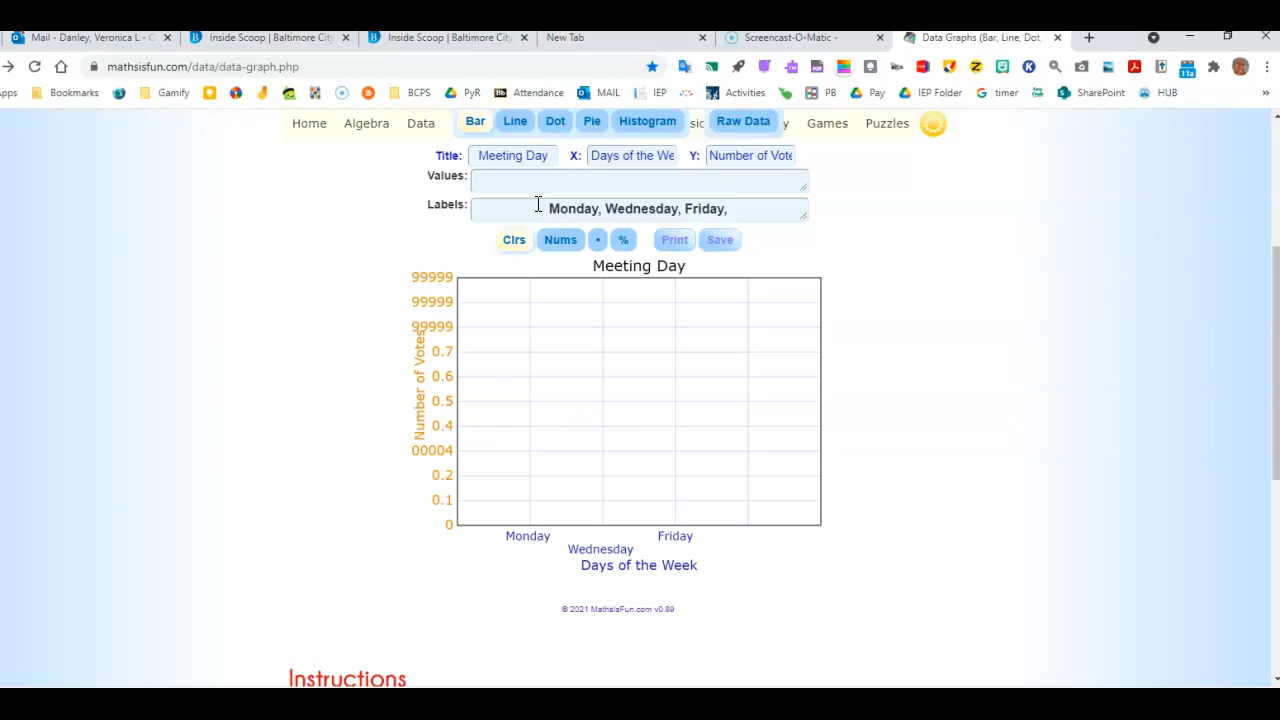 Mail - Danley, Veronica L - O
Inside Scoop | Baltimore City
Inside Scoop | Baltimore City
New Tab
Screencast-O-Matic -
Data Graphs (Bar, Line, Dot,
mathsisfun.com/data/data-graph.php
pps
Bookmarks
Gamify
BCPS
PyR
Attendance
MAIL
IEP
Activities
PB
Pay
IEP Folder
timer
SharePoint
HUB
11a
Home
Algebra
Data
Bar
Line
Dot
Pie
Histogram
Raw Data
y
Games
Puzzles
Title: Meeting Day X: Days of the We Y: Number of Vote
Values:
Labels: Monday, Wednesday, Friday,
Clrs Nums • % Print Save
Meeting Day
99999
99999
99999
0.7
0.6
0.5
0.4
00004
0.2
0.1
0
Number of Votes
Monday
Friday
Wednesday
Days of the Week
© 2021 MathsIsFun.com v0.89
Instructions